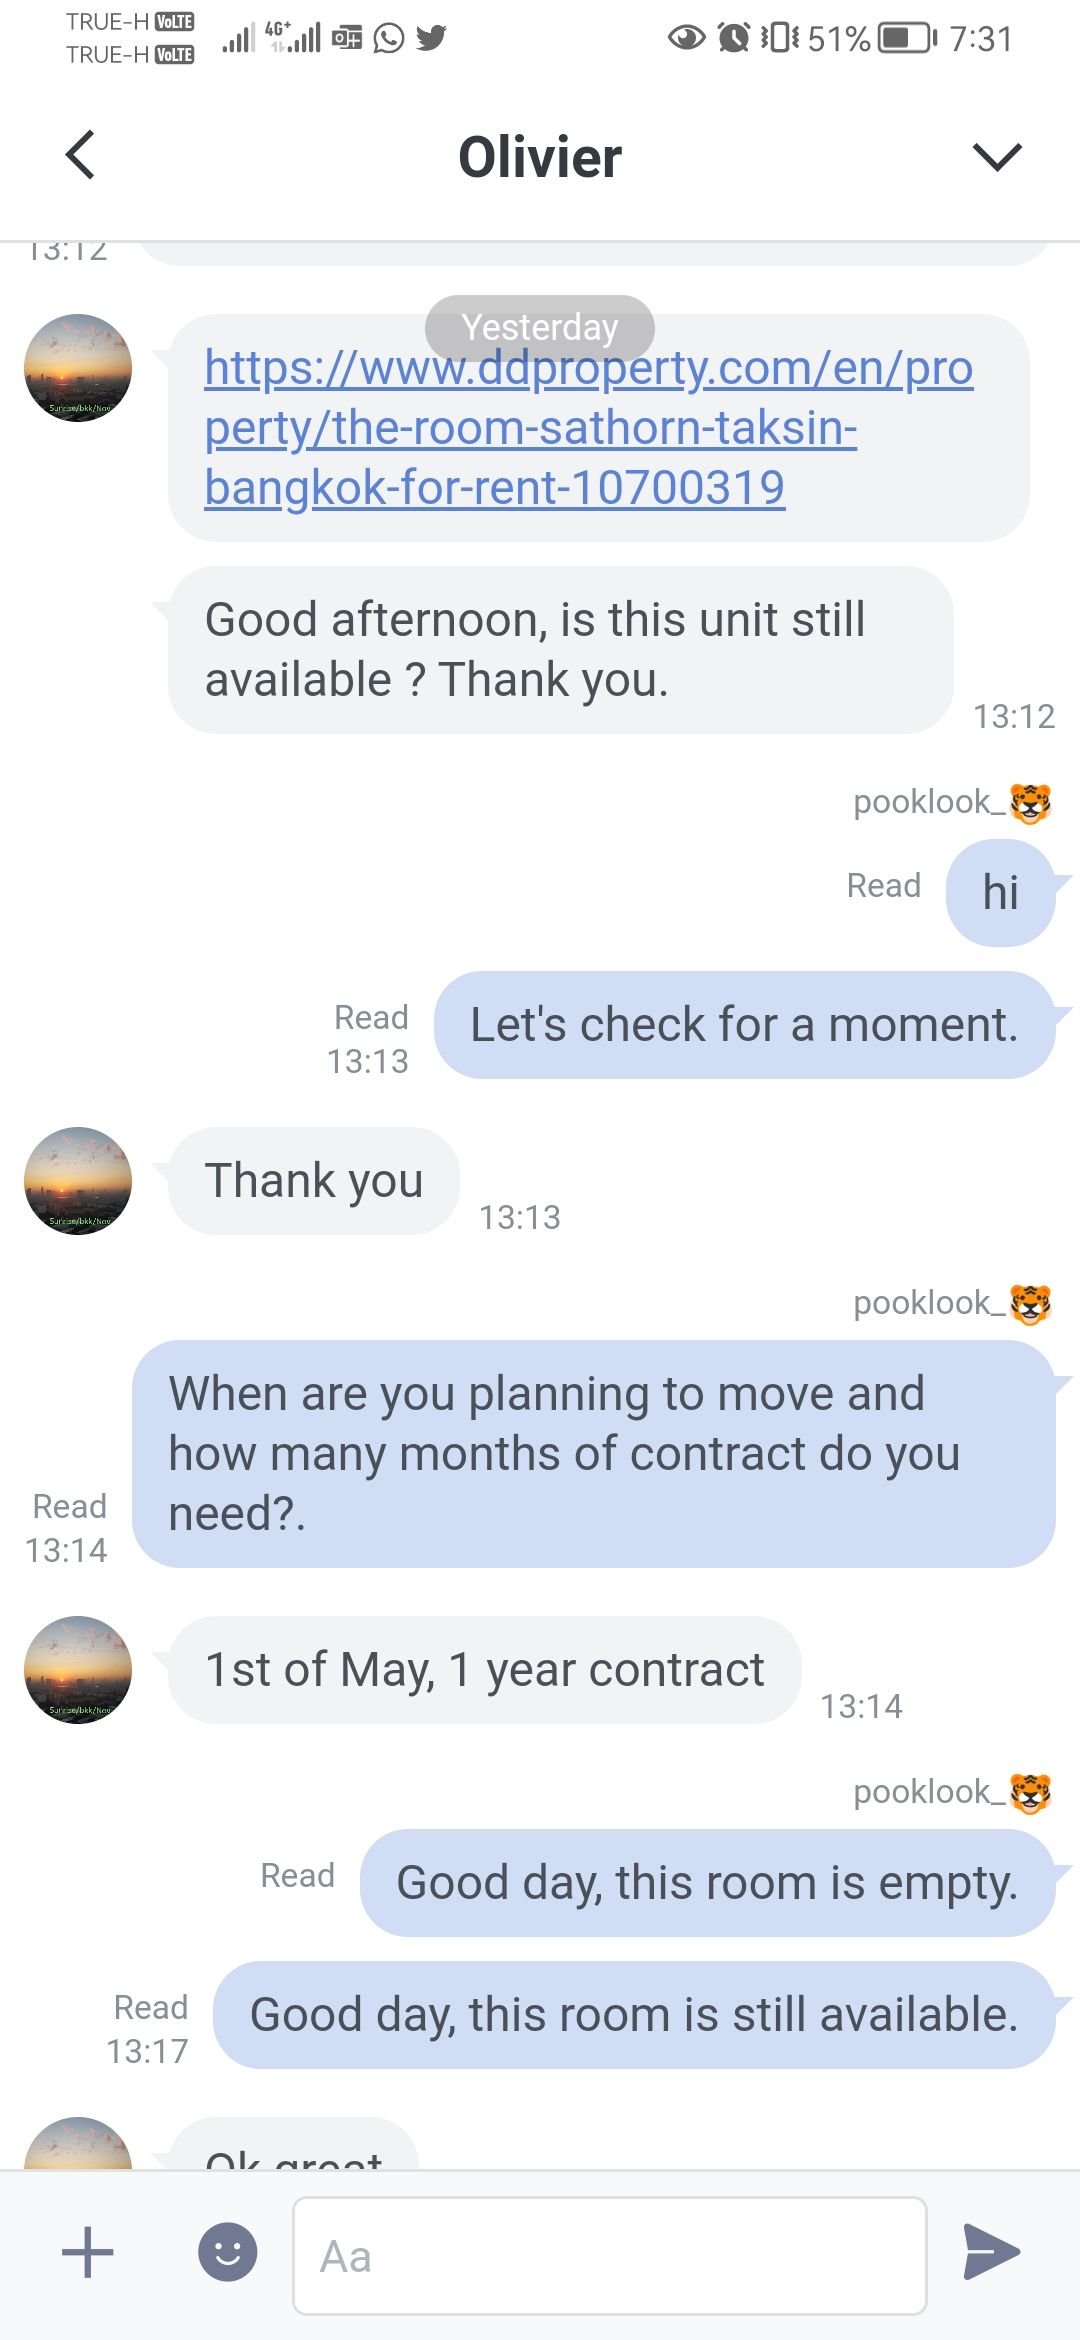 TRUE-H VoLTE
TRUE-H VoLTE
4G+
51%
7:31
Olivier
13:12
Yesterday
https://www.ddproperty.com/en/pro
perty/the-room-sathorn-taksin-
bangkok-for-rent-10700319
Good afternoon, is this unit still
available ? Thank you.
13:12
pooklook_🐯
Read
hi
Read
13:13
Let's check for a moment.
Thank you
13:13
pooklook_🐯
When are you planning to move and
how many months of contract do you
need?.
Read
13:14
1st of May, 1 year contract
13:14
pooklook_🐯
Read
Good day, this room is empty.
Read
13:17
Good day, this room is still available.
Ok great
Aa